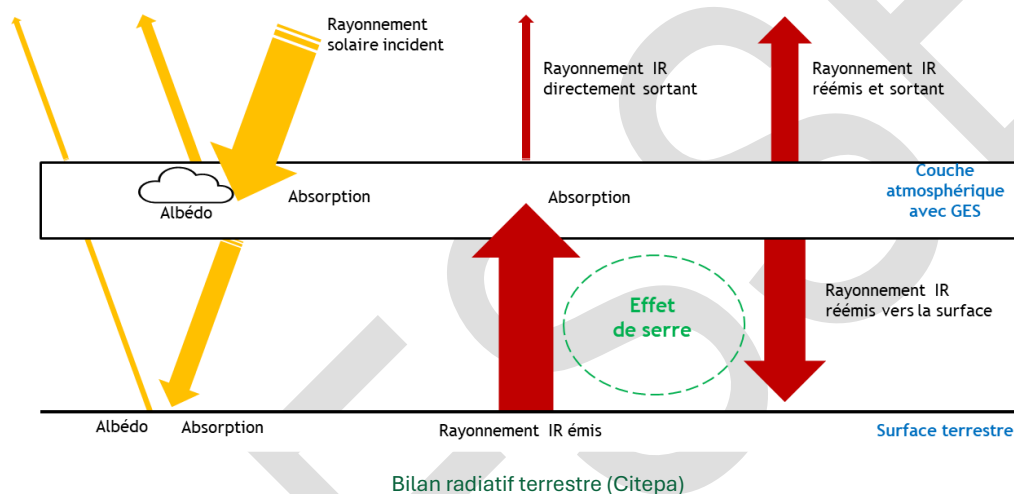 Rayonnement
solaire incident
Rayonnement IR
directement sortant
Rayonnement IR
réémis et sortant
Albédo
Absorption
Absorption
Couche
atmosphérique
avec GES
Effet
de serre
Rayonnement IR
réémis vers la surface
Albédo
Absorption
Rayonnement IR émis
Surface terrestre
Bilan radiatif terrestre (Citepa)